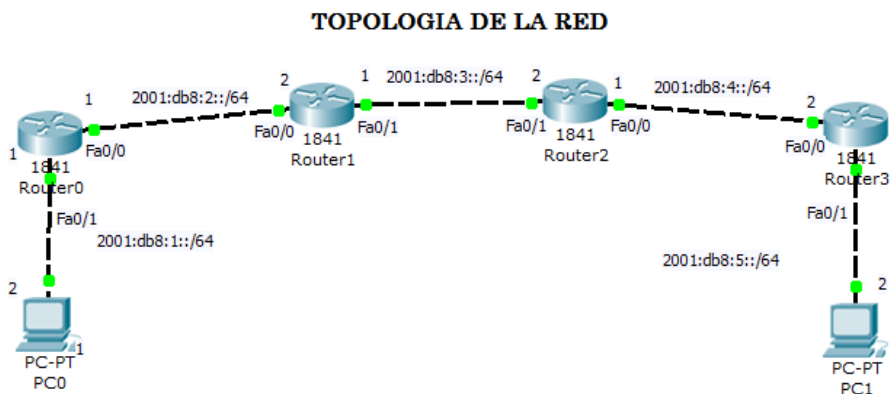 TOPOLOGIA DE LA RED
1
2001:db8:2::/64
2
1
2001:db8:3::/64
2
1
2001:db8:4::/64
2
Fa0/0
Fa0/0
Fa0/1
Fa0/1
Fa0/0
Fa0/0
1
1841
Router0
1841
Router1
1841
Router2
1841
Router3
Fa0/1
2001:db8:1::/64
Fa0/1
2001:db8:5::/64
2
2
1
PC-PT
PC0
PC-PT
PC1